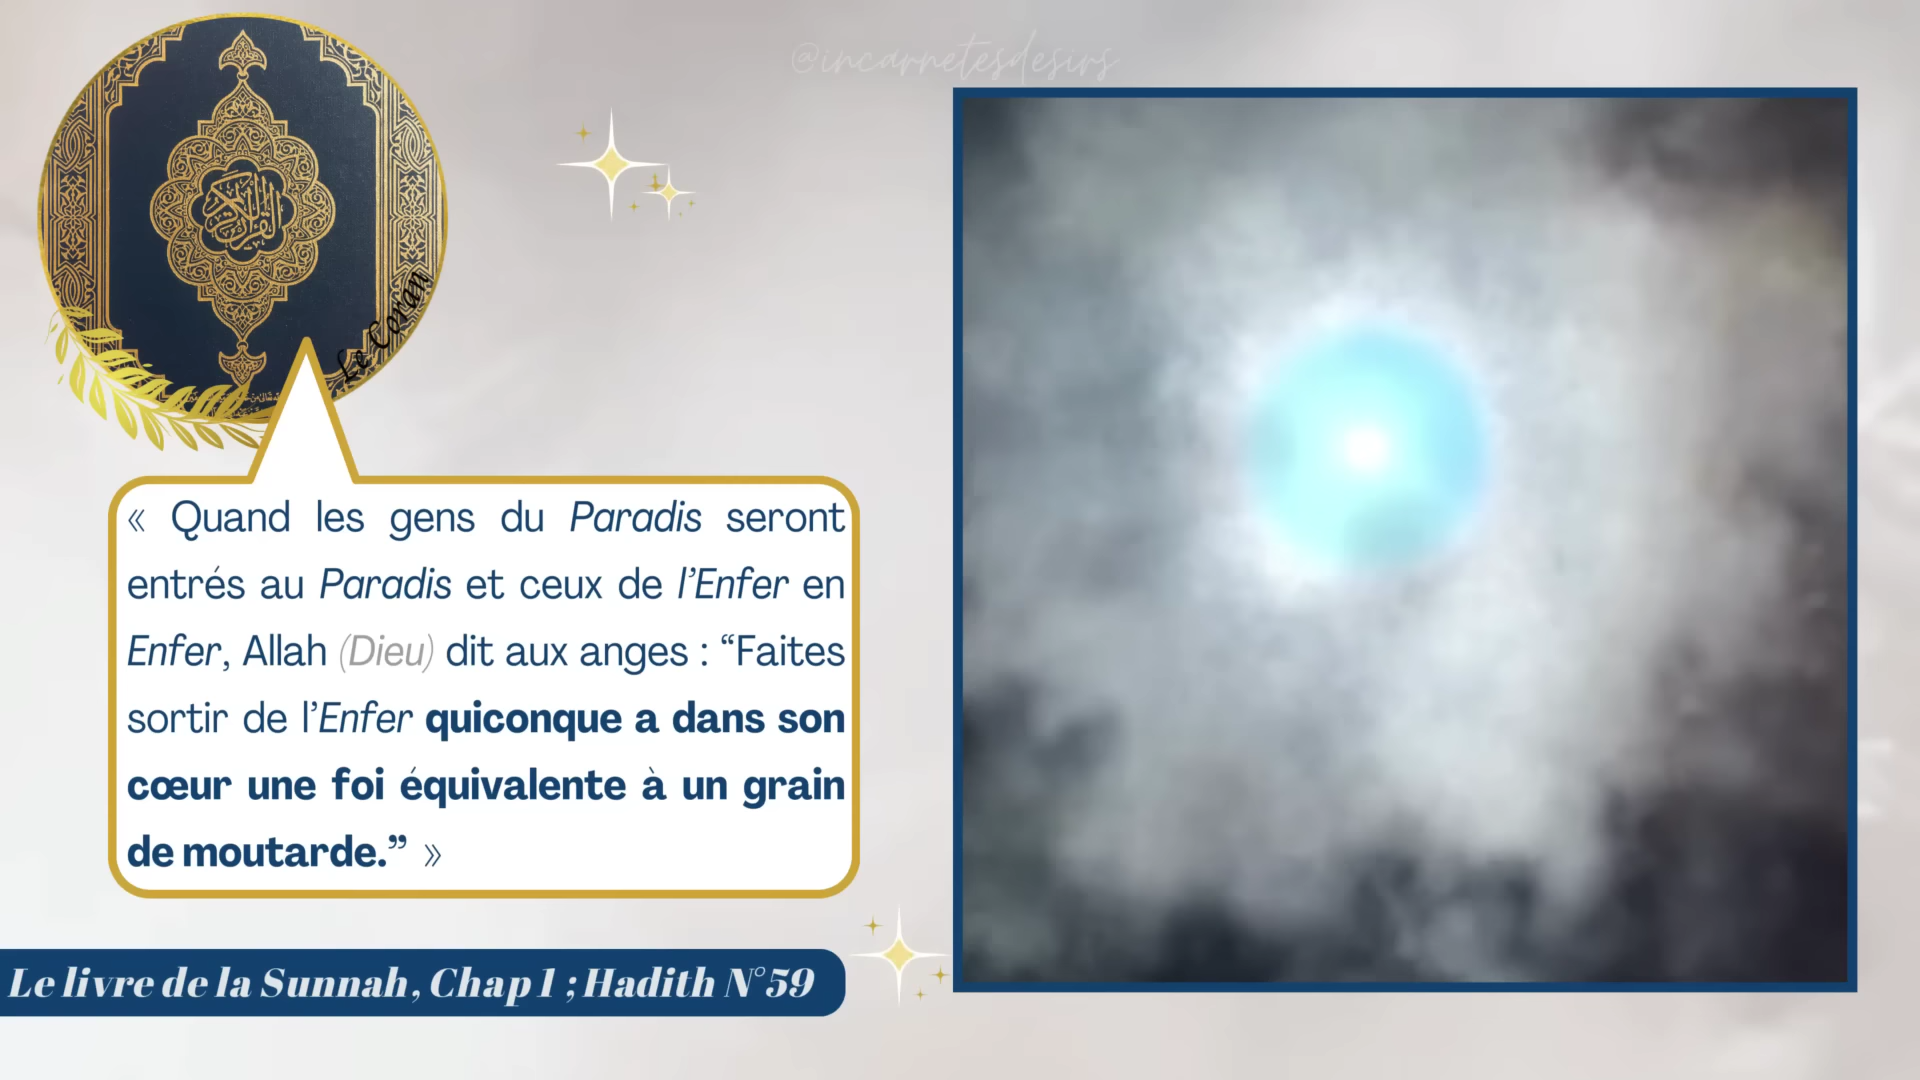 @incarnetesdesirs
القرآن الكريم
Le Coran
« Quand les gens du Paradis seront
entrés au Paradis et ceux de l’Enfer en
Enfer, Allah (Dieu) dit aux anges : “Faites
sortir de l’Enfer quiconque a dans son
cœur une foi équivalente à un grain
de moutarde.” »
Le livre de la Sunnah, Chap 1 ; Hadith N°59